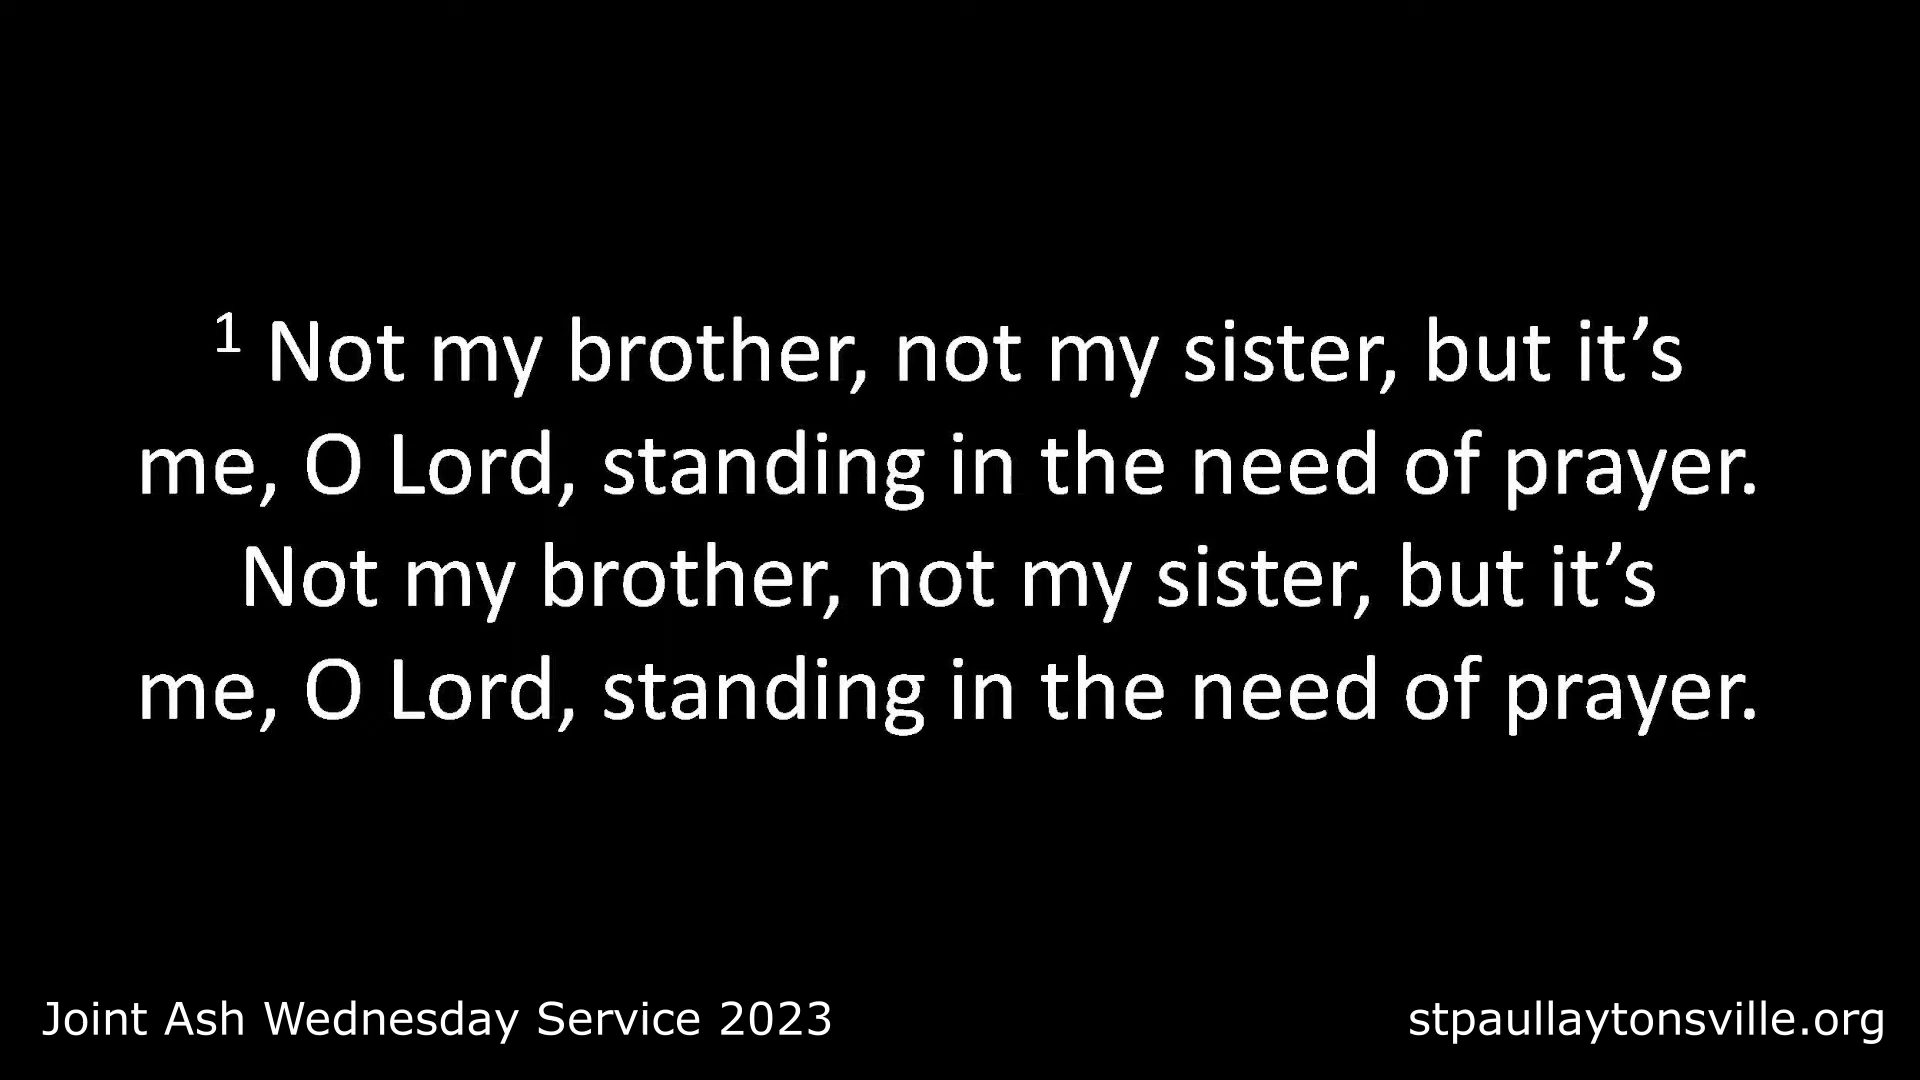 1 Not my brother, not my sister, but it’s
me, O Lord, standing in the need of prayer.
Not my brother, not my sister, but it’s
me, O Lord, standing in the need of prayer.
Joint Ash Wednesday Service 2023
stpaullaytonsville.org